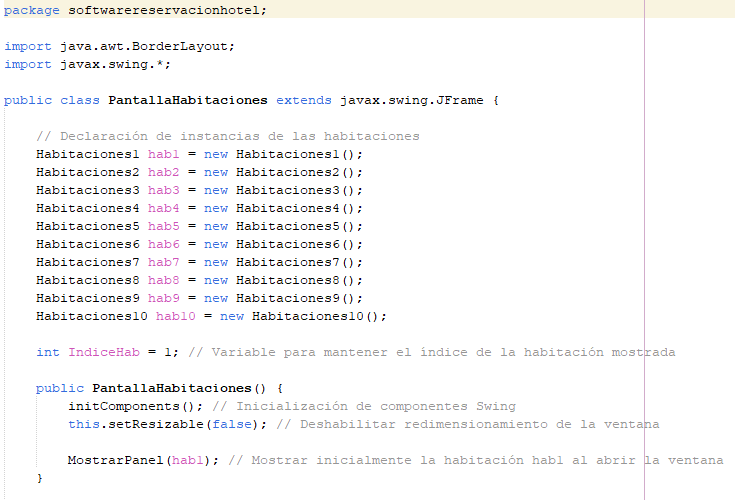 package softwarereservacionhotel;
import java.awt.BorderLayout;
import javax.swing.*;
public class PantallaHabitaciones extends javax.swing.JFrame {
// Declaración de instancias de las habitaciones
Habitaciones1 hab1 = new Habitaciones1();
Habitaciones2 hab2 = new Habitaciones2();
Habitaciones3 hab3 = new Habitaciones3();
Habitaciones4 hab4 = new Habitaciones4();
Habitaciones5 hab5 = new Habitaciones5();
Habitaciones6 hab6 = new Habitaciones6();
Habitaciones7 hab7 = new Habitaciones7();
Habitaciones8 hab8 = new Habitaciones8();
Habitaciones9 hab9 = new Habitaciones9();
Habitaciones10 hab10 = new Habitaciones10();
int IndiceHab = 1; // Variable para mantener el índice de la habitación mostrada
public PantallaHabitaciones() {
initComponents(); // Inicialización de componentes Swing
this.setResizable(false); // Deshabilitar redimensionamiento de la ventana
MostrarPanel(hab1); // Mostrar inicialmente la habitación hab1 al abrir la ventana
}